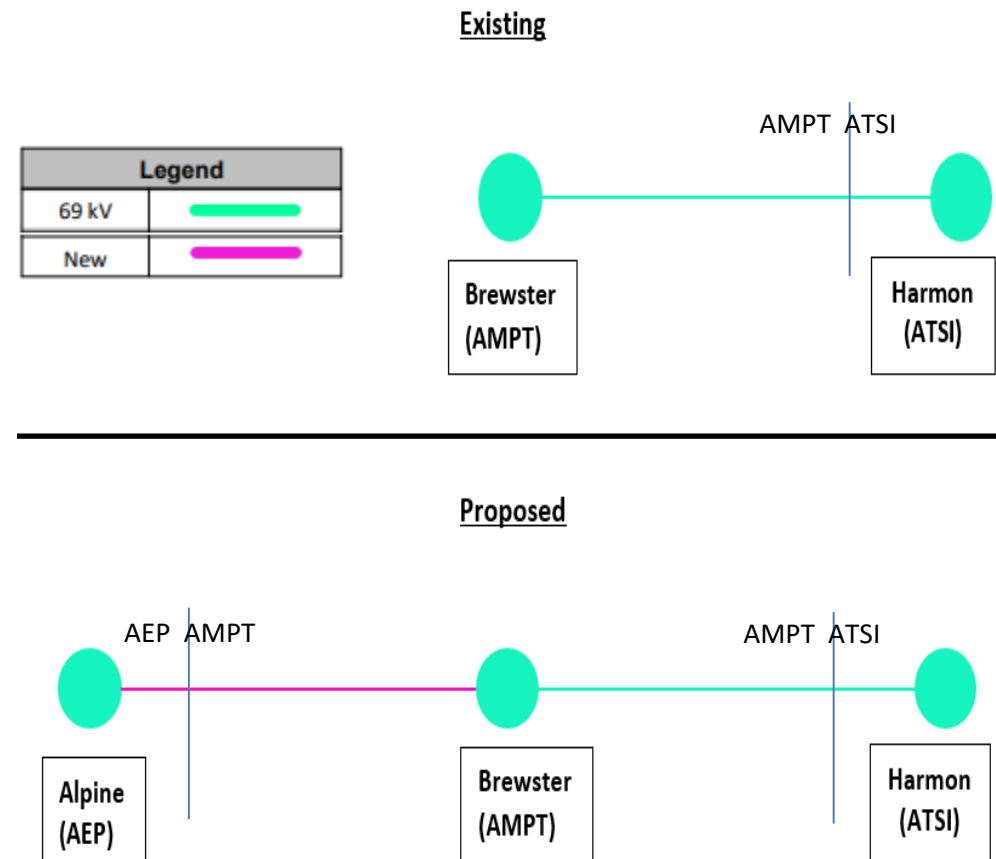 Existing
AMPT ATSI
Legend
69 kV
New
Brewster
(AMPT)
Harmon
(ATSI)
Proposed
AEP AMPT
AMPT ATSI
Alpine
(AEP)
Brewster
(AMPT)
Harmon
(ATSI)